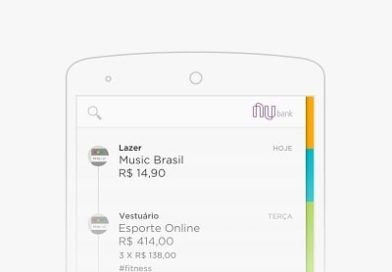 nu bank
Lazer HOJE
Music Brasil
R$ 14,90
Vestuário TERÇA
Esporte Online
R$ 414,00
3 X R$ 138,00
#fitness